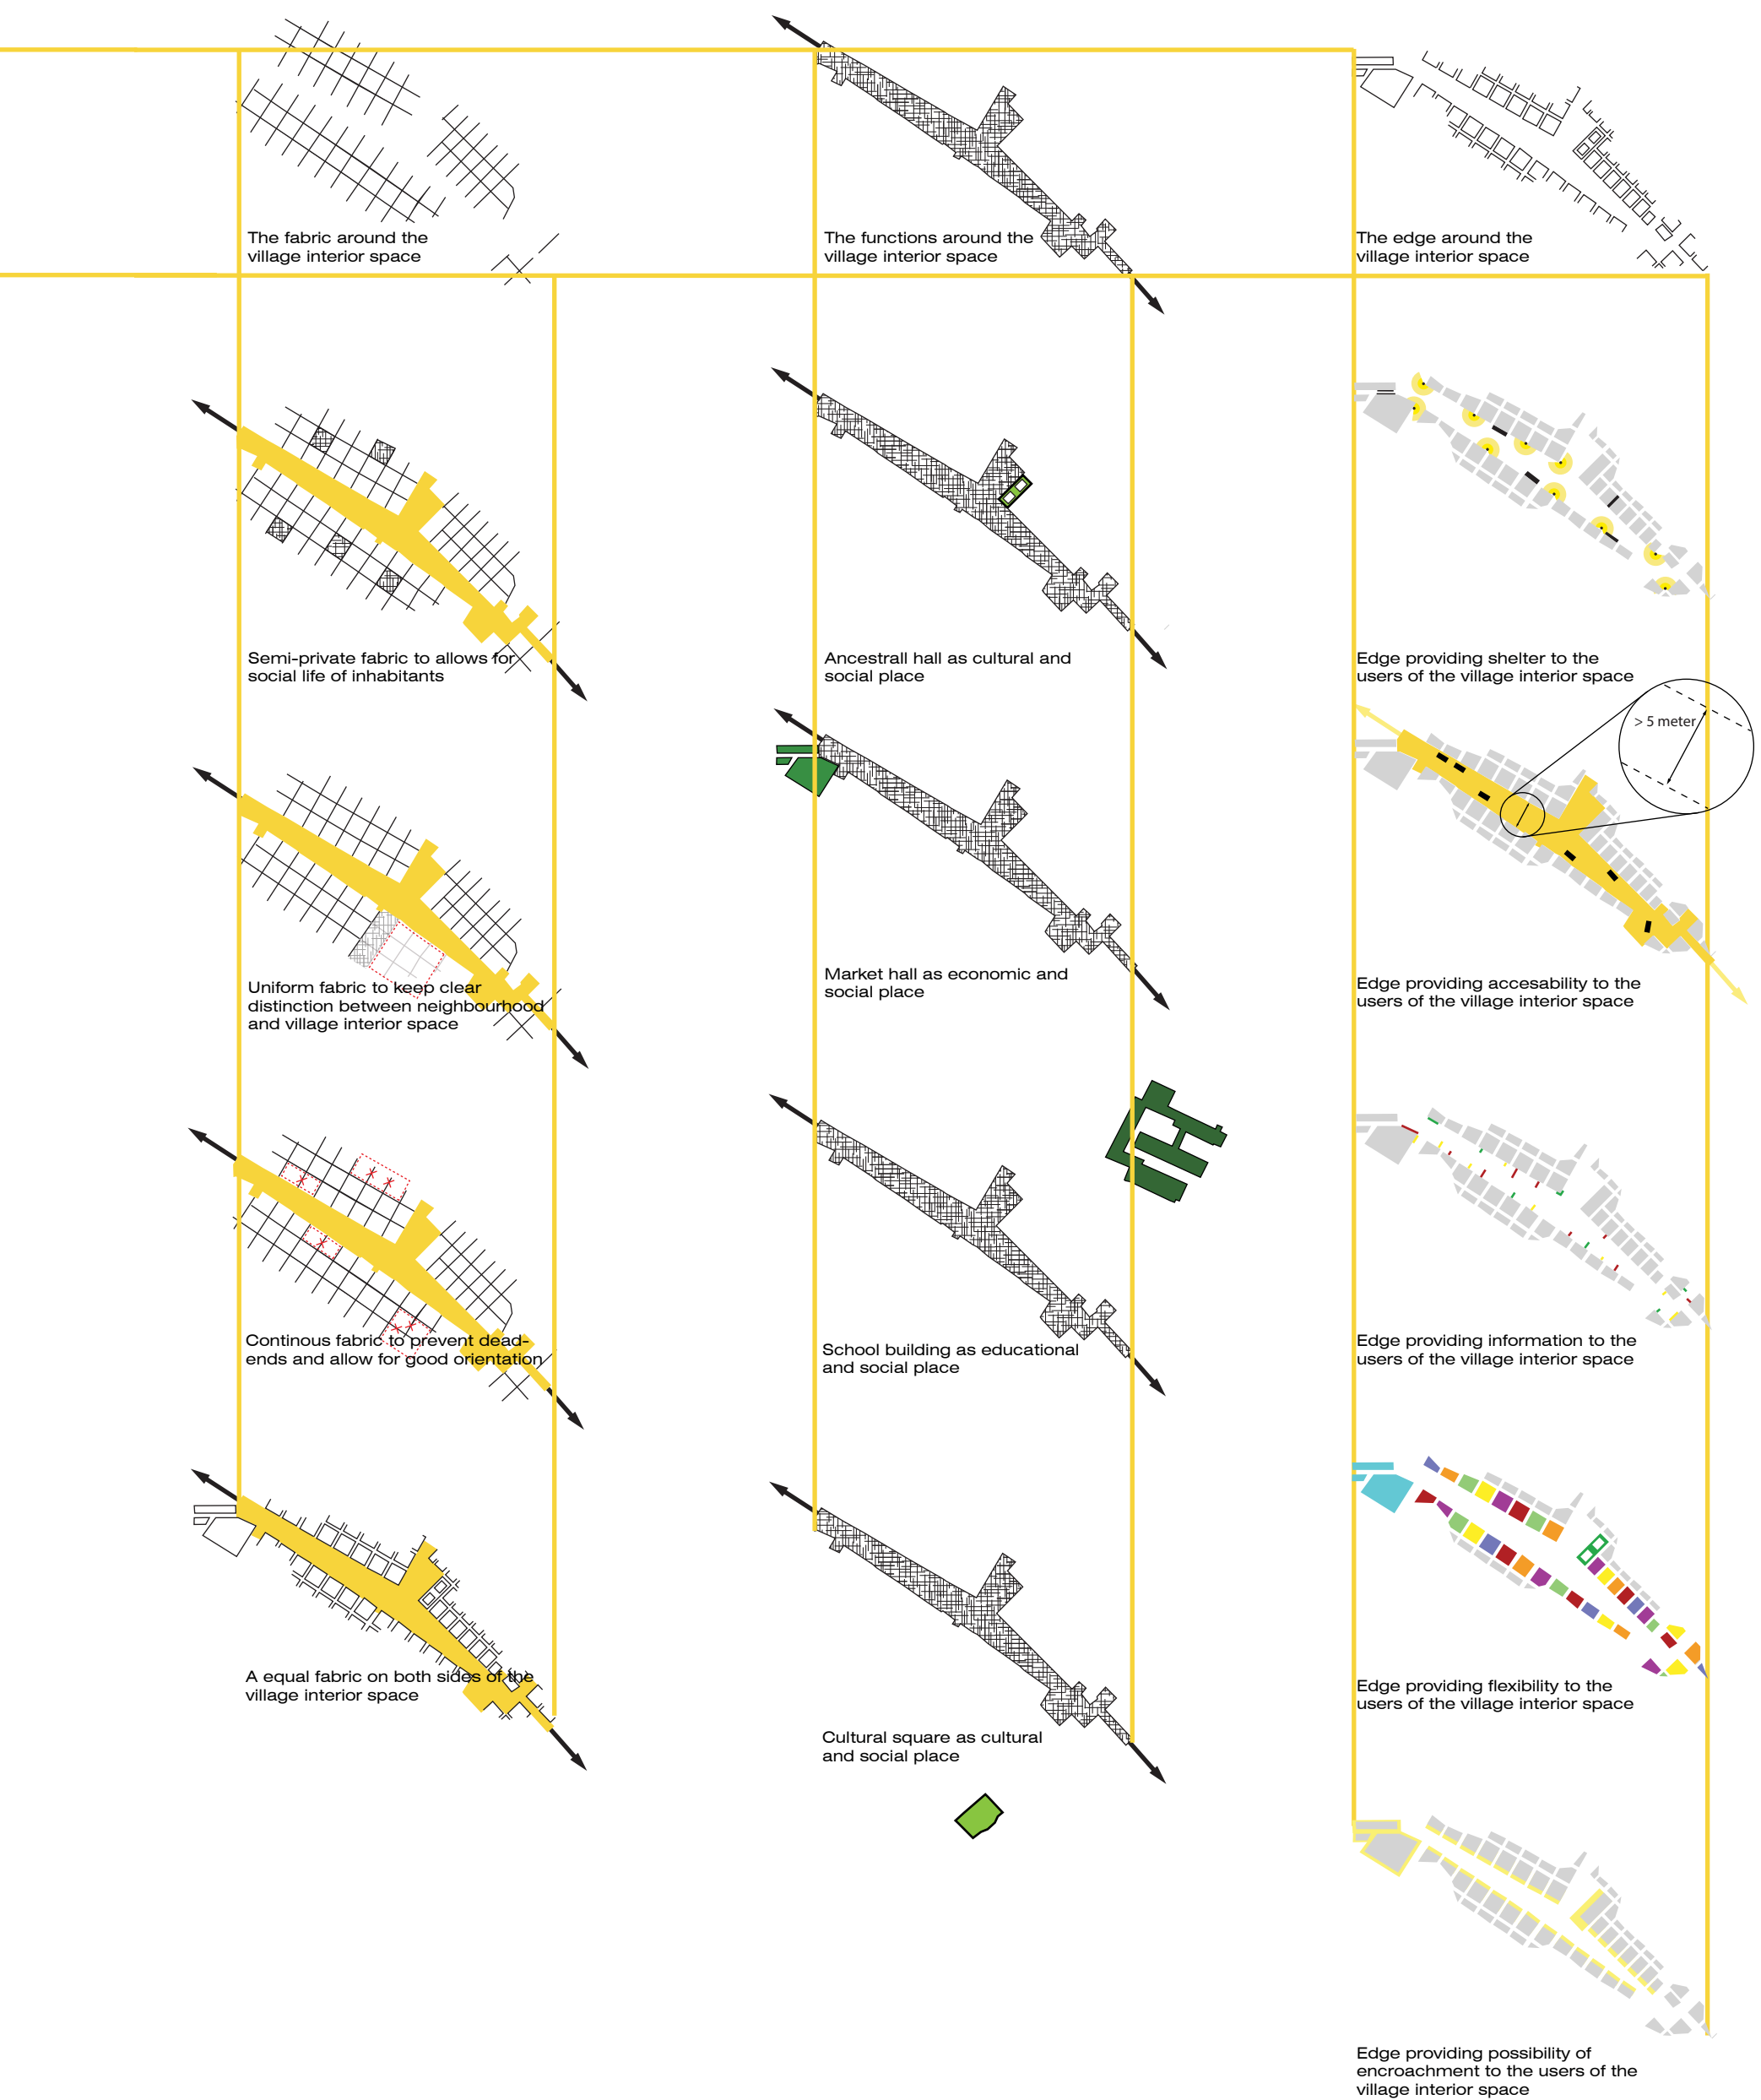 The fabric around the
village interior space
The functions around the
village interior space
The edge around the
village interior space
Semi-private fabric to allows for
social life of inhabitants
Ancestrall hall as cultural and
social place
Edge providing shelter to the
users of the village interior space
> 5 meter
Uniform fabric to keep clear
distinction between neighbourhood
and village interior space
Market hall as economic and
social place
Edge providing accesability to the
users of the village interior space
Continous fabric to prevent dead-
ends and allow for good orientation
School building as educational
and social place
Edge providing information to the
users of the village interior space
A equal fabric on both sides of the
village interior space
Cultural square as cultural
and social place
Edge providing flexibility to the
users of the village interior space
Edge providing possibility of
encroachment to the users of the
village interior space